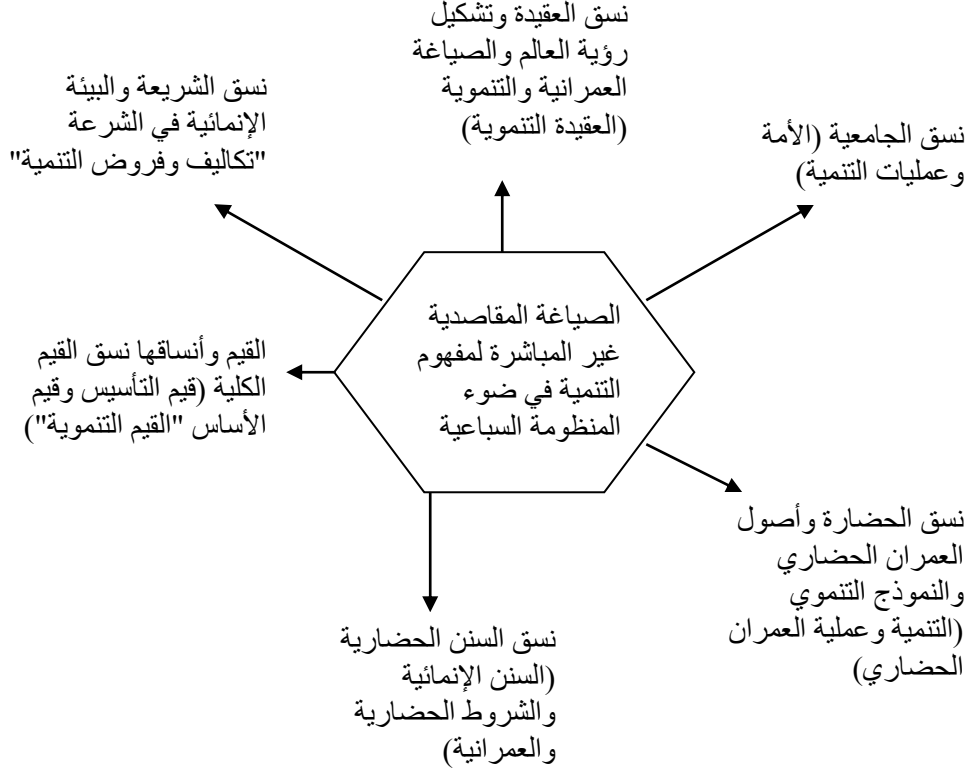 نسق العقيدة وتشكيل
رؤية العالم والصياغة
العمرانية والتنموية
(العقيدة التنموية)
نسق الجامعية (الأمة
وعمليات التنمية)
نسق الشريعة والبيئة
الإنمائية في الشرعة
"تكاليف وفروض التنمية"
الصياغة المقاصدية
غير المباشرة لمفهوم
التنمية في ضوء
المنظومة السباعية
القيم وأنساقها نسق القيم
الكلية (قيم التأسيس وقيم
الأساس "القيم التنموية")
نسق الحضارة وأصول
العمران الحضاري
والنموذج التنموي
(التنمية وعملية العمران
الحضاري)
نسق السنن الحضارية
(السنن الإنمائية
والشروط الحضارية
والعمرانية)